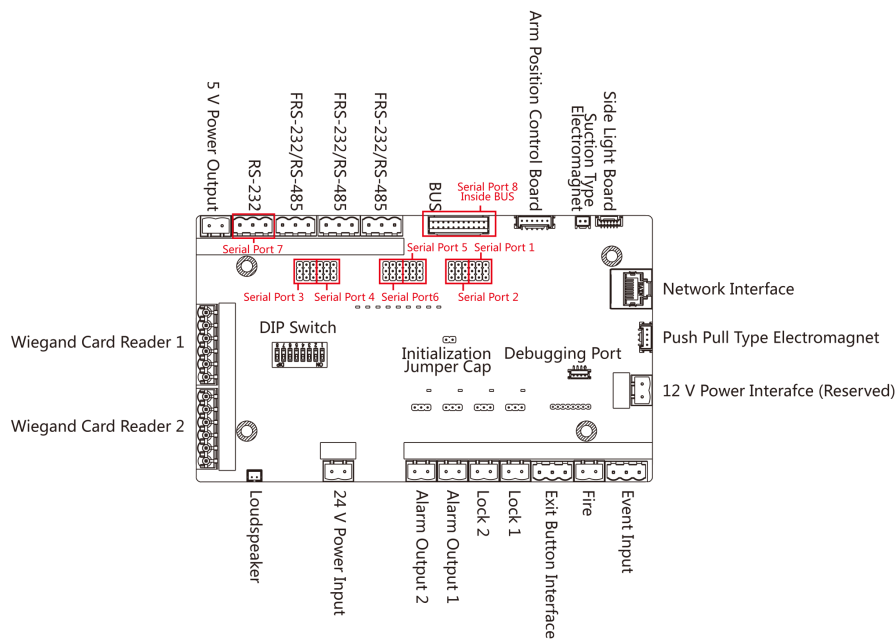 5 V Power Output
RS-232
FRS-232/RS-485
FRS-232/RS-485
FRS-232/RS-485
BUS
Serial Port 8
Inside BUS
Arm Position Control Board
Suction Type
Electromagnet
Side Light Board
Serial Port 7
Serial Port 5
Serial Port 1
Serial Port 3
Serial Port 4
Serial Port6
Serial Port 2
Network Interface
Wiegand Card Reader 1
DIP Switch
Initialization
Jumper Cap
Debugging Port
Push Pull Type Electromagnet
12 V Power Interafce (Reserved)
Wiegand Card Reader 2
Loudspeaker
24 V Power Input
Alarm Output 2
Alarm Output 1
Lock 2
Lock 1
Exit Button Interface
Fire
Event Input